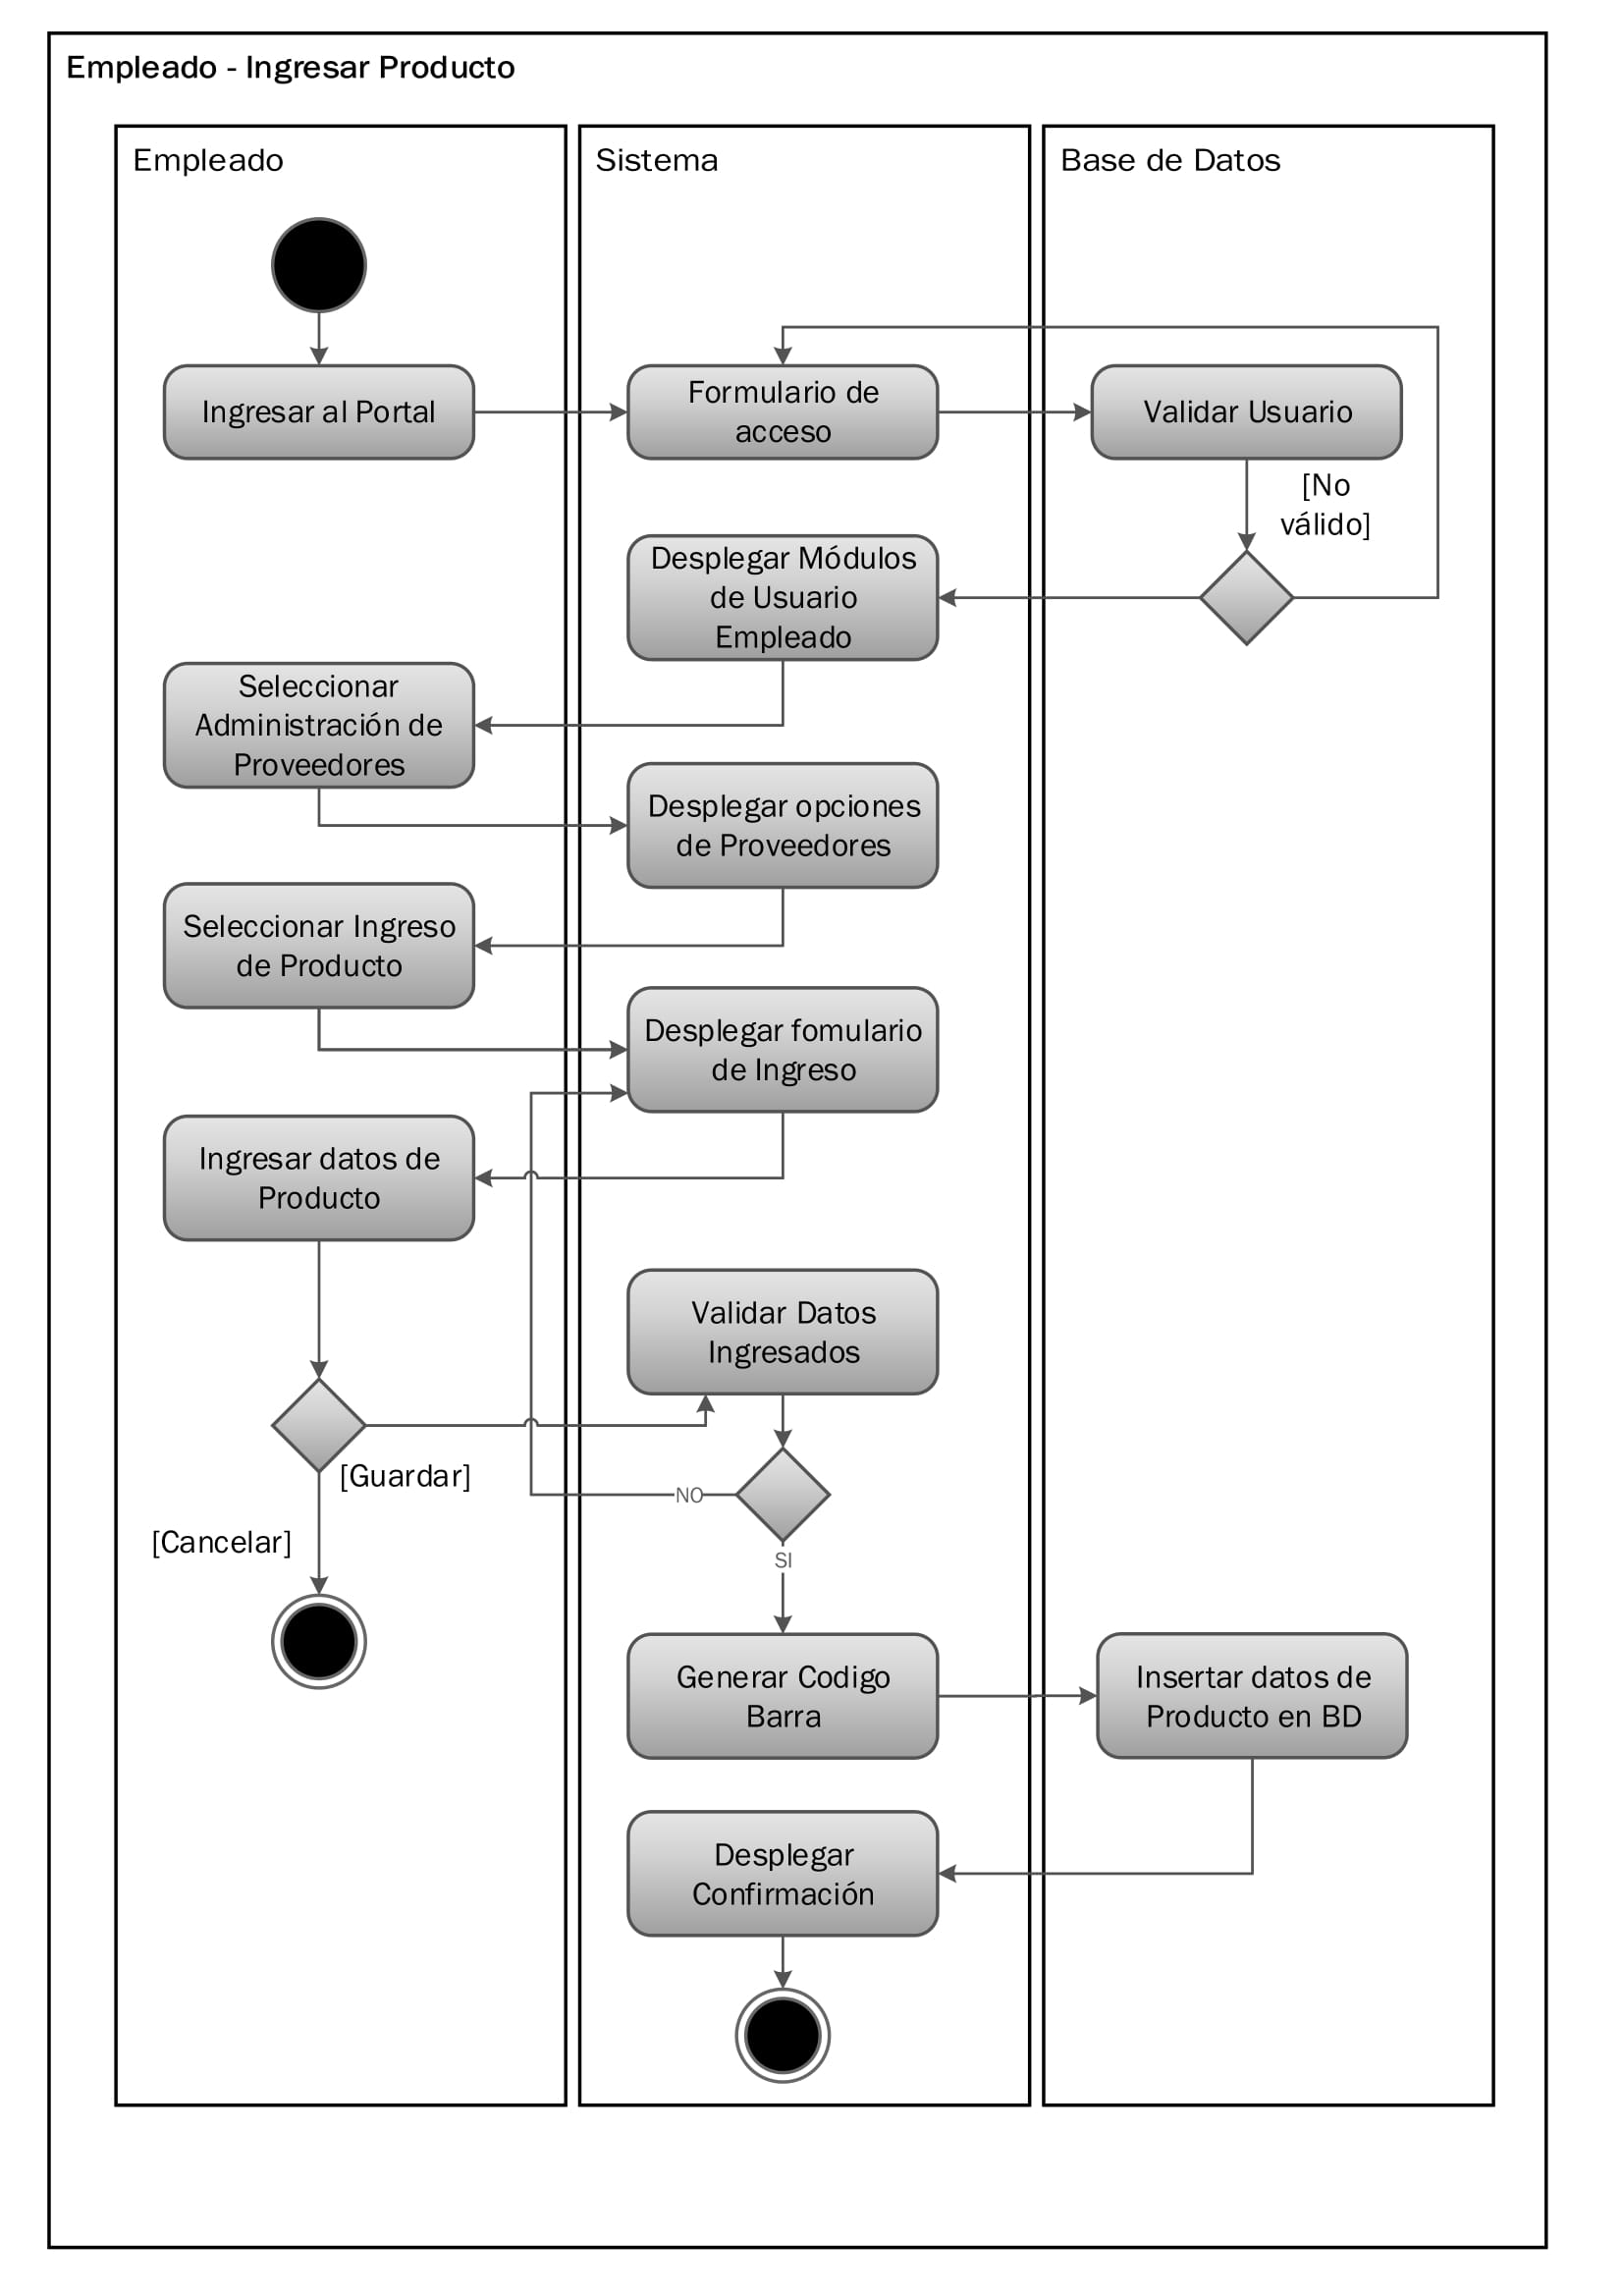 Empleado - Ingresar Producto
Empleado
Sistema
Base de Datos
Ingresar al Portal
Formulario de
acceso
Validar Usuario
[No
válido]
Desplegar Módulos
de Usuario
Empleado
Seleccionar
Administración de
Proveedores
Desplegar opciones
de Proveedores
Seleccionar Ingreso
de Producto
Desplegar fomulario
de Ingreso
Ingresar datos de
Producto
Validar Datos
Ingresados
[Guardar]
NO
[Cancelar]
SI
Generar Codigo
Barra
Insertar datos de
Producto en BD
Desplegar
Confirmación